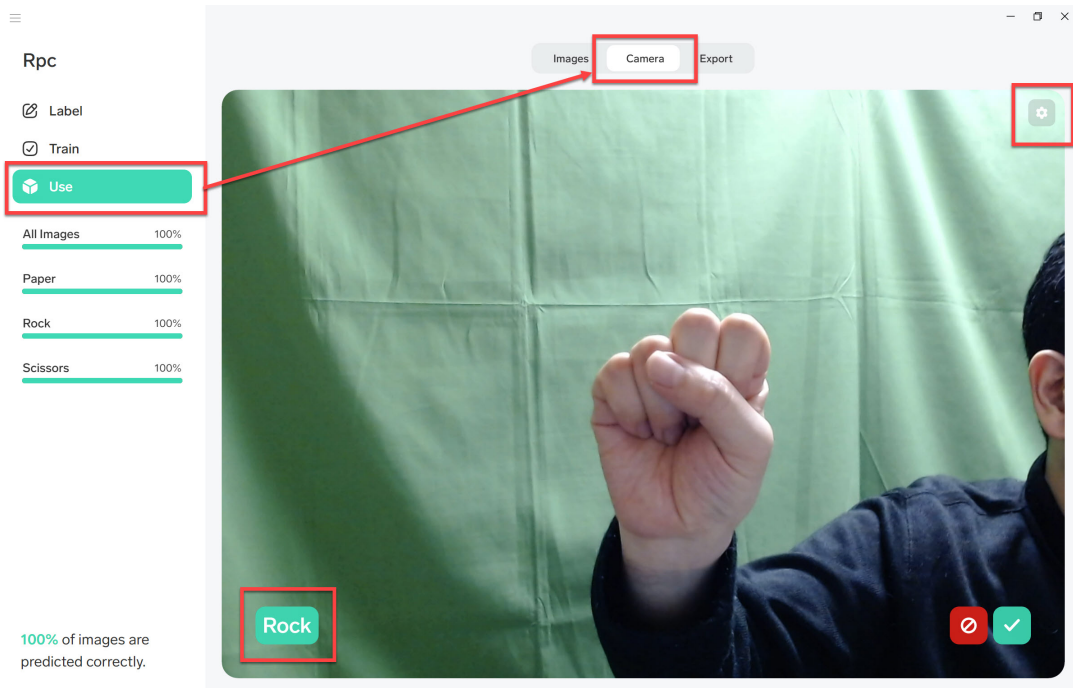 Rpc
Label
Train
Use
All Images 100%
Paper 100%
Rock 100%
Scissors 100%
100% of images are
predicted correctly.
Images Camera Export
Rock